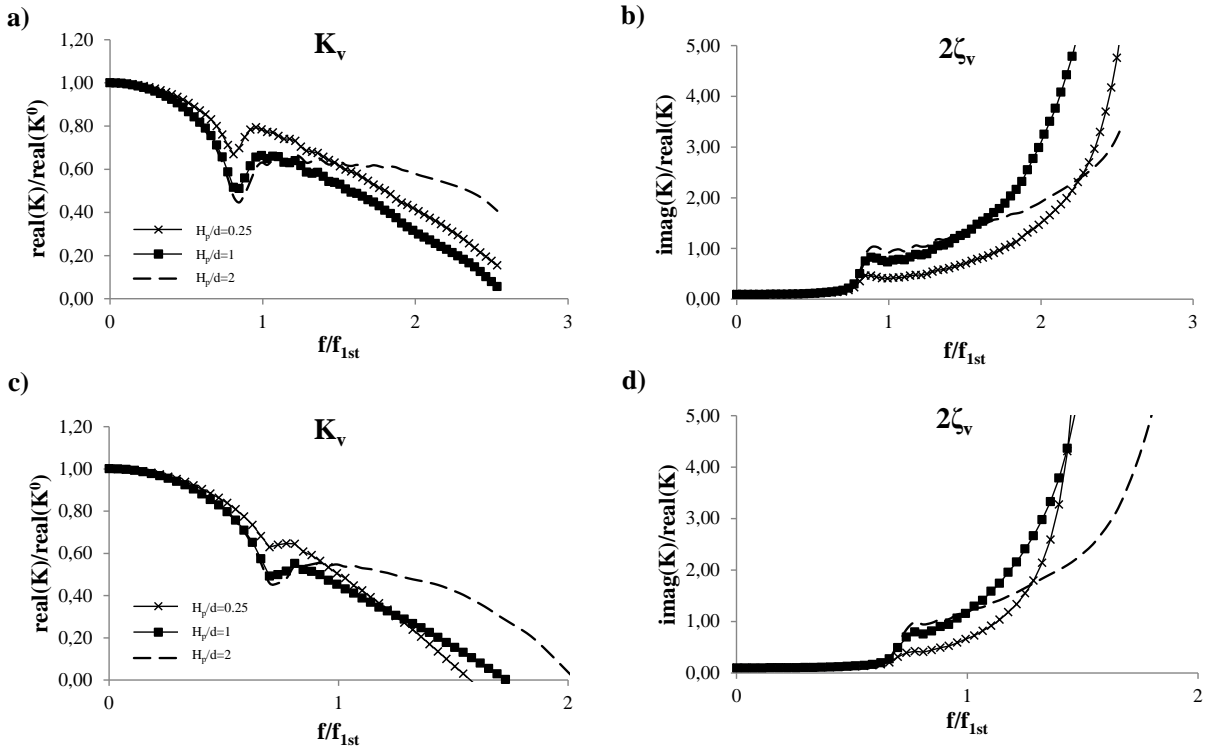 a)
K_v
real(K)/real(K⁰)
1,20
1,00
0,80
0,60
0,40
0,20
0,00
H_p/d=0.25
H_p/d=1
H_p/d=2
0 1 2 3
f/f_1st
b)
2ζ_v
imag(K)/real(K)
5,00
4,00
3,00
2,00
1,00
0,00
0 1 2 3
f/f_1st
c)
K_v
real(K)/real(K⁰)
1,20
1,00
0,80
0,60
0,40
0,20
0,00
H_p/d=0.25
H_p/d=1
H_p/d=2
0 1 2
f/f_1st
d)
2ζ_v
imag(K)/real(K
5,00
4,00
3,00
2,00
1,00
0,00
0 1 2
f/f_1st